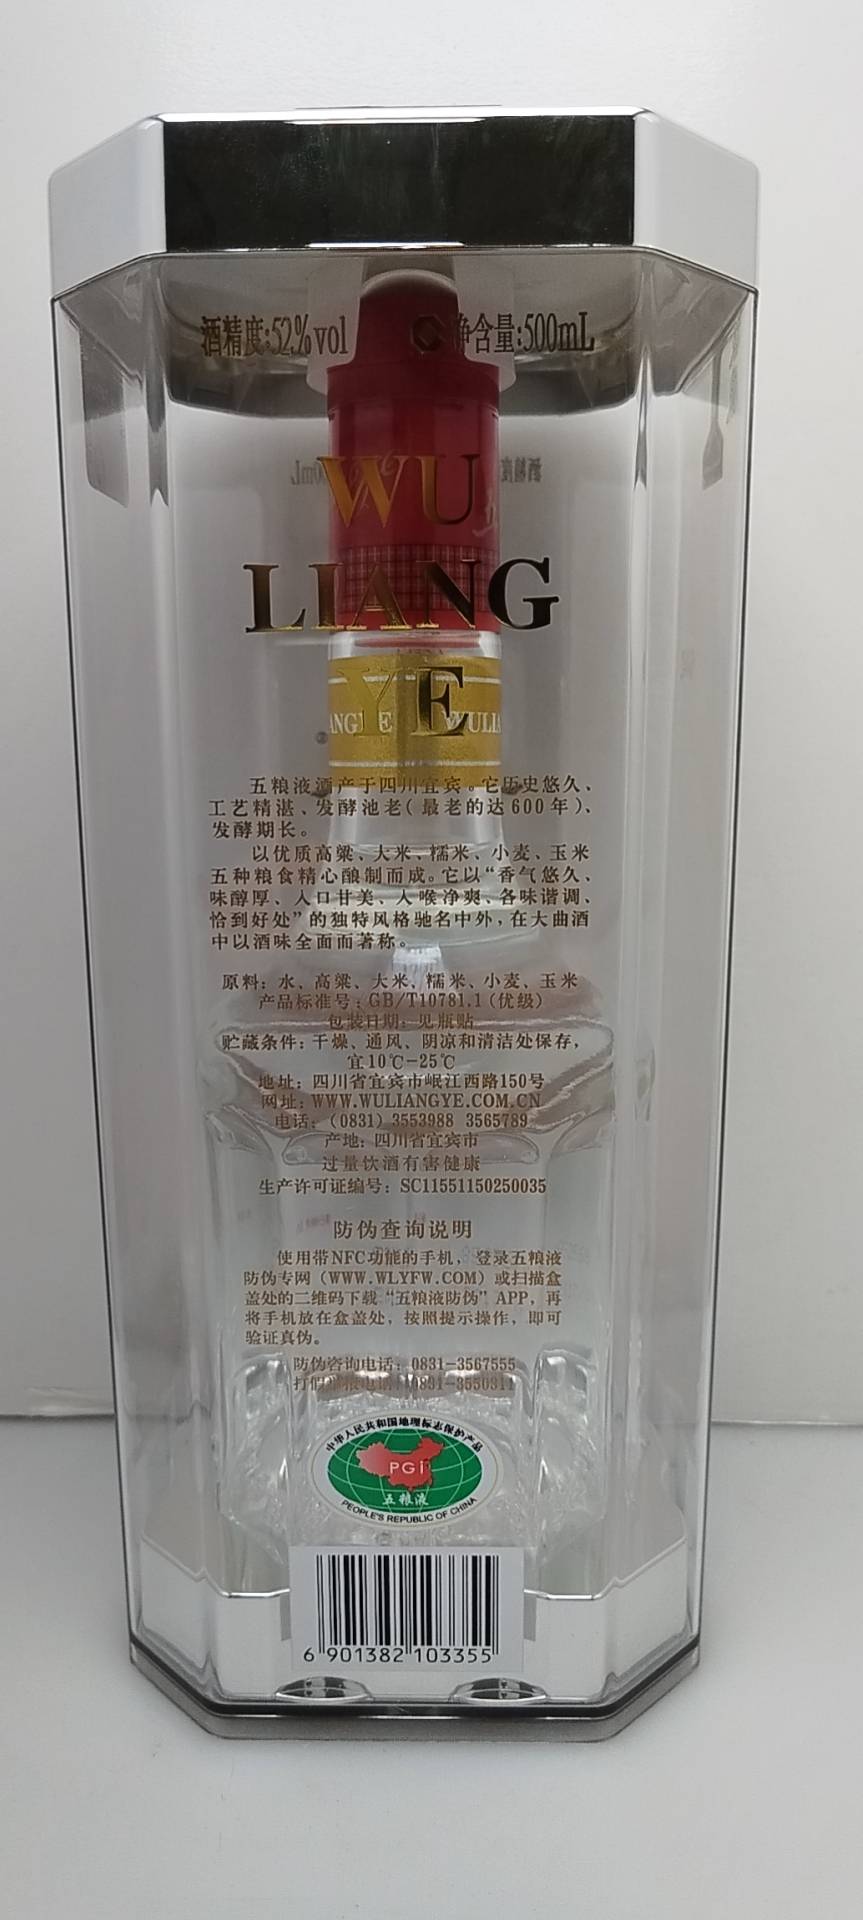 酒精度:52%vol 净含量:500mL
WU
LIANG
YE
ANGYE WULIA
五粮液酒产于四川宜宾。它历史悠久、
工艺精湛、发酵池老(最老的达600年)、
发酵期长。
以优质高粱、大米、糯米、小麦、玉米
五种粮食精心酿制而成。它以“香气悠久、
味醇厚、入口甘美、入喉净爽、各味谐调、
恰到好处”的独特风格驰名中外,在大曲酒
中以酒味全面而著称。
原料:水、高粱、大米、糯米、小麦、玉米
产品标准号:GB/T10781.1(优级)
包装日期:见瓶贴
贮藏条件:干燥、通风、阴凉和清洁处保存,
宜10℃-25℃
地址:四川省宜宾市岷江西路150号
网址:WWW.WULIANGYE.COM.CN
电话:(0831)3553988 3565789
产地:四川省宜宾市
过量饮酒有害健康
生产许可证编号:SC11551150250035
防伪查询说明
使用带NFC功能的手机,登录五粮液
防伪专网(WWW.WLYFW.COM)或扫描盒
盖处的二维码下载“五粮液防伪”APP,再
将手机放在盒盖处,按照提示操作,即可
验证真伪。
防伪咨询电话:0831-3567555
打假举报电话:0831-3550311
中华人民共和国地理标志保护产品
PGI
五粮液
PEOPLE'S REPUBLIC OF CHINA
6 901382 103355